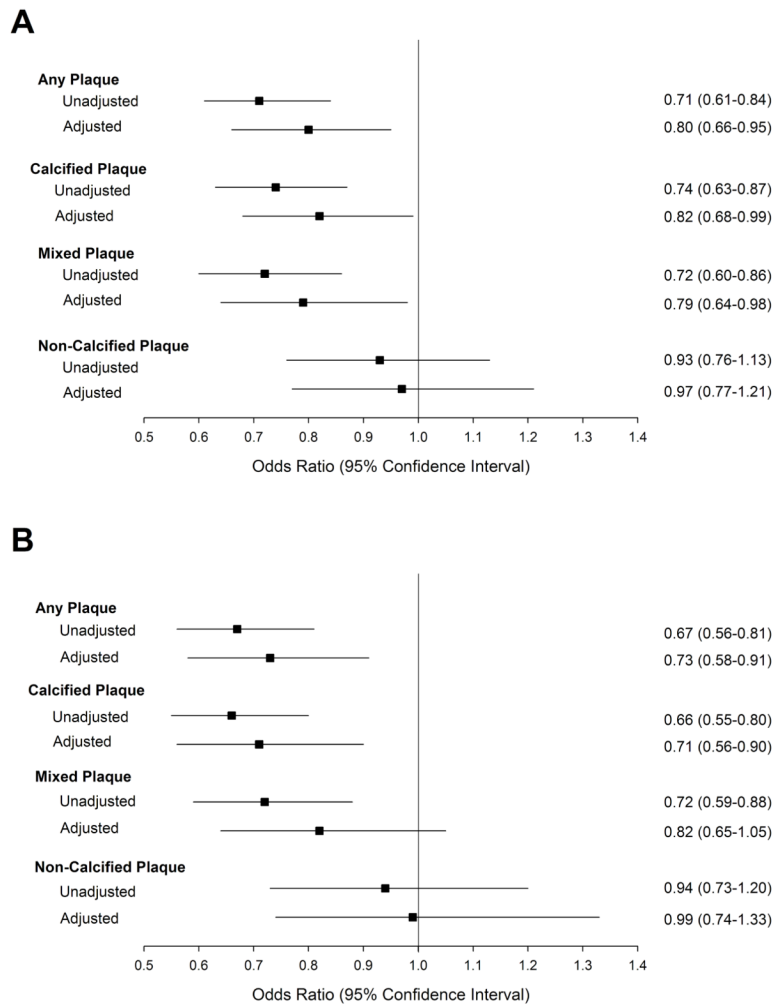 A
Any Plaque
Unadjusted 0.71 (0.61-0.84)
Adjusted 0.80 (0.66-0.95)
Calcified Plaque
Unadjusted 0.74 (0.63-0.87)
Adjusted 0.82 (0.68-0.99)
Mixed Plaque
Unadjusted 0.72 (0.60-0.86)
Adjusted 0.79 (0.64-0.98)
Non-Calcified Plaque
Unadjusted 0.93 (0.76-1.13)
Adjusted 0.97 (0.77-1.21)
0.5 0.6 0.7 0.8 0.9 1.0 1.1 1.2 1.3 1.4
Odds Ratio (95% Confidence Interval)
B
Any Plaque
Unadjusted 0.67 (0.56-0.81)
Adjusted 0.73 (0.58-0.91)
Calcified Plaque
Unadjusted 0.66 (0.55-0.80)
Adjusted 0.71 (0.56-0.90)
Mixed Plaque
Unadjusted 0.72 (0.59-0.88)
Adjusted 0.82 (0.65-1.05)
Non-Calcified Plaque
Unadjusted 0.94 (0.73-1.20)
Adjusted 0.99 (0.74-1.33)
0.5 0.6 0.7 0.8 0.9 1.0 1.1 1.2 1.3 1.4
Odds Ratio (95% Confidence Interval)